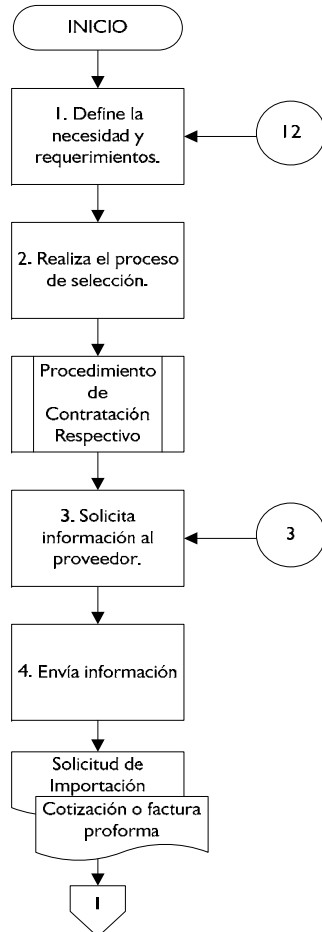 INICIO
1. Define la
necesidad y
requerimientos.
12
2. Realiza el proceso
de selección.
Procedimiento
de
Contratación
Respectivo
3. Solicita
información al
proveedor.
3
4. Envía información
Solicitud de
Importación
Cotización o factura
proforma
1